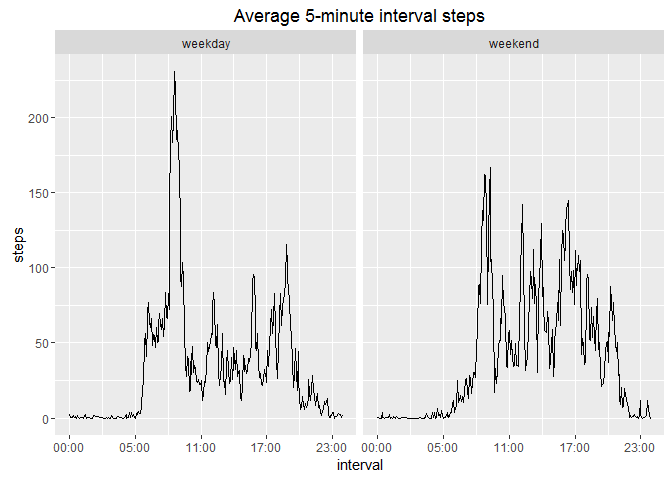 Average 5-minute interval steps
weekday weekend
200
150
100
50
0
steps
00:00 05:00 11:00 17:00 23:00 00:00 05:00 11:00 17:00 23:00
interval